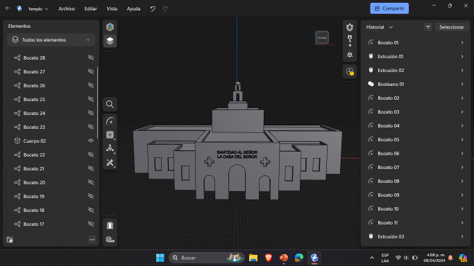 templo
Archivo
Editar
Vista
Ayuda
Compartir
Elementos
Todos los elementos
Boceto 28
Boceto 27
Boceto 26
Boceto 25
Boceto 24
Boceto 23
Cuerpo 02
Boceto 22
Boceto 21
Boceto 20
Boceto 19
Boceto 18
Boceto 17
SANTIDAD AL SEÑOR
LA CASA DEL SEÑOR
Historial
Seleccionar
Boceto 01
Extrusión 01
Extrusión 02
Booleano 01
Boceto 02
Boceto 03
Boceto 04
Boceto 05
Boceto 06
Boceto 07
Boceto 08
Boceto 09
Boceto 10
Boceto 11
Extrusión 03
Buscar
ESP
LAA
4:08 p. m.
09/24/2024